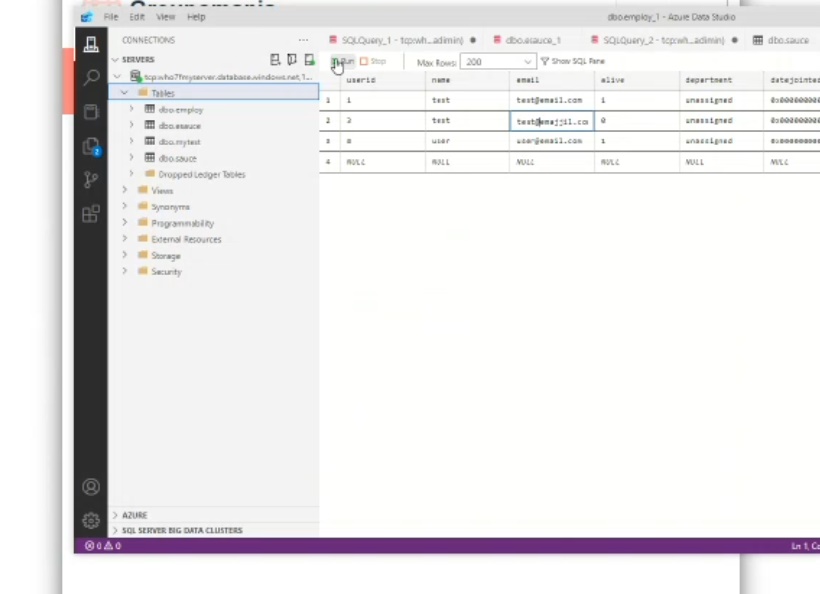 Groupomania
File Edit View Help
dbo.employ_1 - Azure Data Studio
CONNECTIONS
SQLQuery_1 - tcp:wh...adimin)
dbo.esauce_1
SQLQuery_2 - tcp:wh...adimin)
dbo.sauce
SERVERS
Run
Stop
Max Rows: 200
Show SQL Pane
tcp:who7fmyserver.database.windows.net,1...
Tables
dbo.employ
dbo.esauce
dbo.mytest
dbo.sauce
Dropped Ledger Tables
Views
Synonyms
Programmability
External Resources
Storage
Security
userid name email alive department datejointed
1 1 test test@email.com 1 unassigned 0x00000000
2 3 test test@emajjil.co 0 unassigned 0x00000000
3 8 user user@email.com 1 unassigned 0x00000000
4 NULL NULL NULL NULL NULL NULL
2
AZURE
SQL SERVER BIG DATA CLUSTERS
0 0
Ln 1, Co